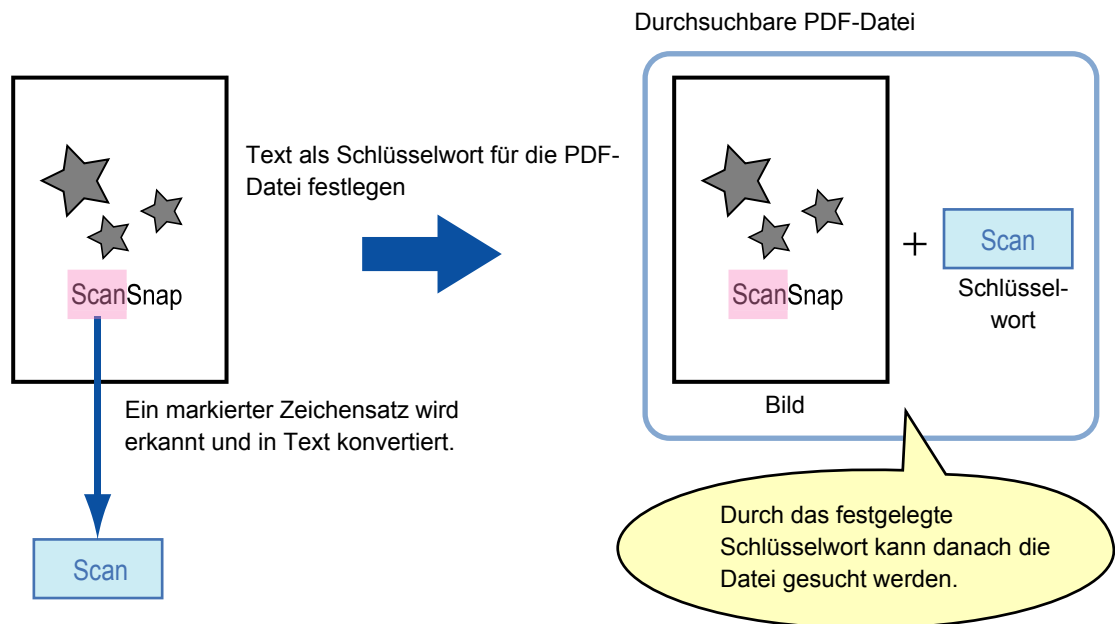 Durchsuchbare PDF-Datei
Text als Schlüsselwort für die PDF-
Datei festlegen
ScanSnap
Ein markierter Zeichensatz wird
erkannt und in Text konvertiert.
Scan
ScanSnap
Bild
+
Scan
Schlüssel-
wort
Durch das festgelegte
Schlüsselwort kann danach die
Datei gesucht werden.